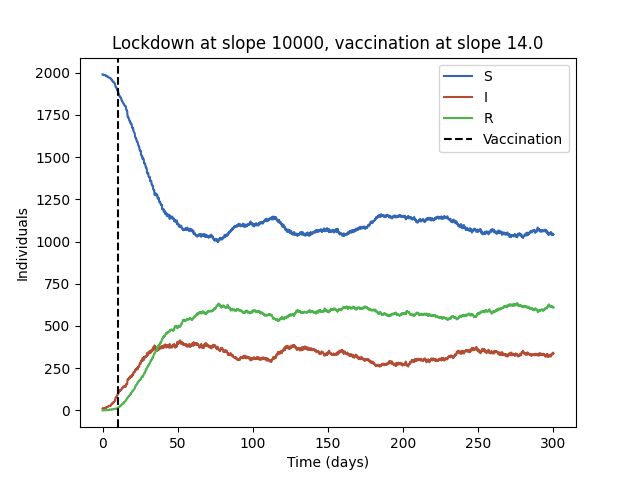 Lockdown at slope 10000, vaccination at slope 14.0
2000
1750
1500
1250
1000
750
500
250
0
Individuals
S
I
R
Vaccination
0 50 100 150 200 250 300
Time (days)